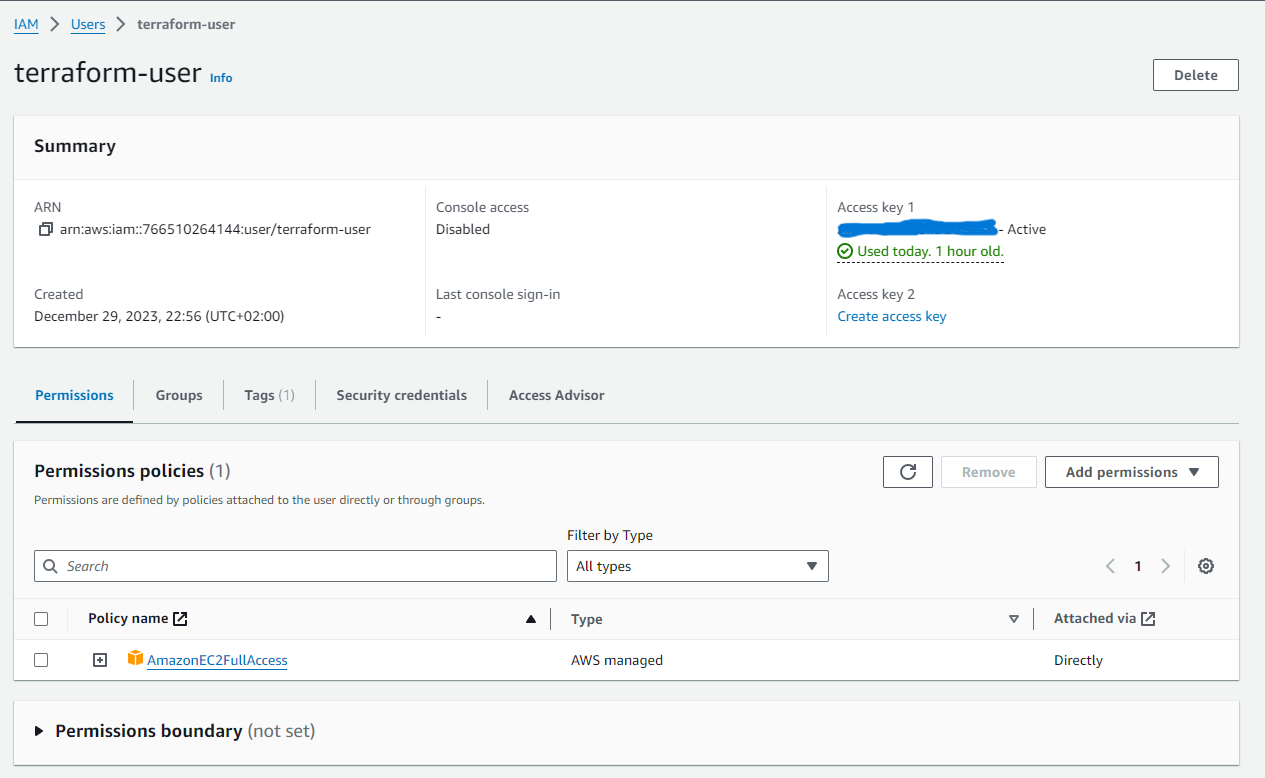 IAM > Users > terraform-user
terraform-user Info
Delete
Summary
ARN
arn:aws:iam::766510264144:user/terraform-user
Created
December 29, 2023, 22:56 (UTC+02:00)
Console access
Disabled
Last console sign-in
-
Access key 1
- Active
Used today. 1 hour old.
Access key 2
Create access key
Permissions
Groups
Tags (1)
Security credentials
Access Advisor
Permissions policies (1)
Permissions are defined by policies attached to the user directly or through groups.
Remove
Add permissions
Filter by Type
Search
All types
1
Policy name
Type
Attached via
AmazonEC2FullAccess
AWS managed
Directly
Permissions boundary (not set)